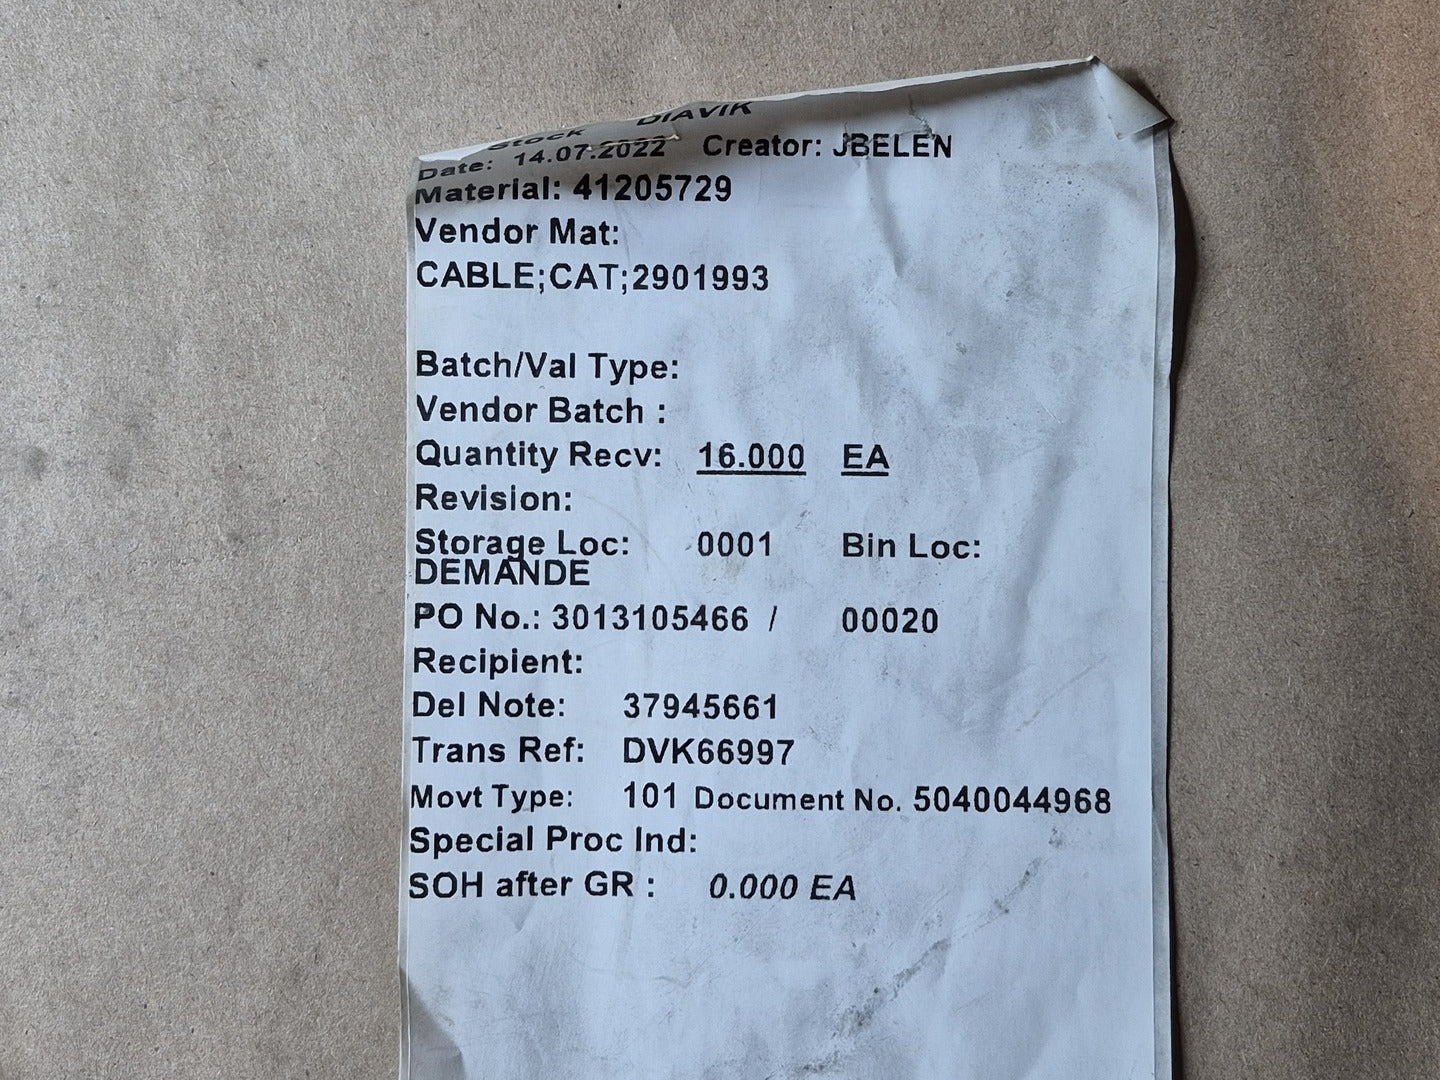 Stock DIAVIK
Date: 14.07.2022 Creator: JBELEN
Material: 41205729
Vendor Mat:
CABLE;CAT;2901993
Batch/Val Type:
Vendor Batch :
Quantity Recv: 16.000 EA
Revision:
Storage Loc: 0001 Bin Loc:
DEMANDE
PO No.: 3013105466 / 00020
Recipient:
Del Note: 37945661
Trans Ref: DVK66997
Movt Type: 101 Document No. 5040044968
Special Proc Ind:
SOH after GR : 0.000 EA